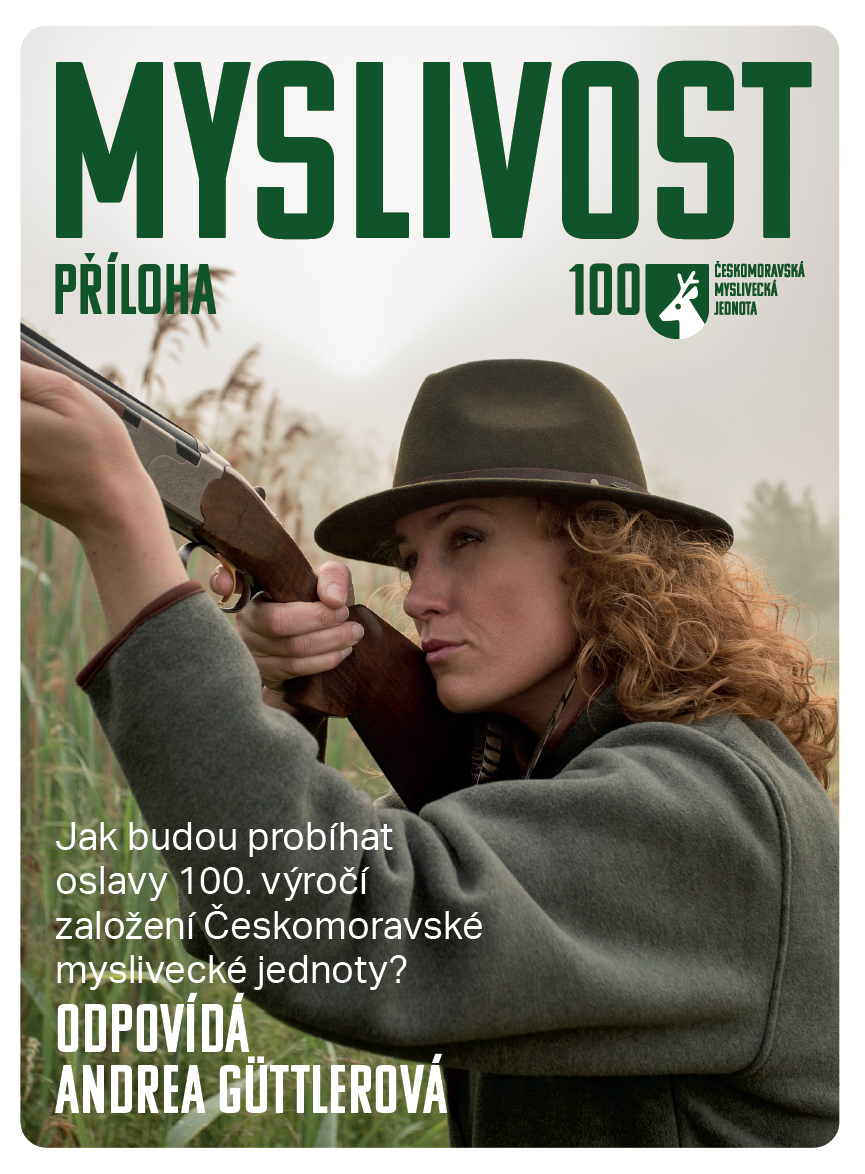 MYSLIVOST
PŘÍLOHA
100
ČESKOMORAVSKÁ
MYSLIVECKÁ
JEDNOTA
Jak budou probíhat
oslavy 100. výročí
založení Českomoravské
myslivecké jednoty?
ODPOVÍDÁ
ANDREA GÜTTLEROVÁ